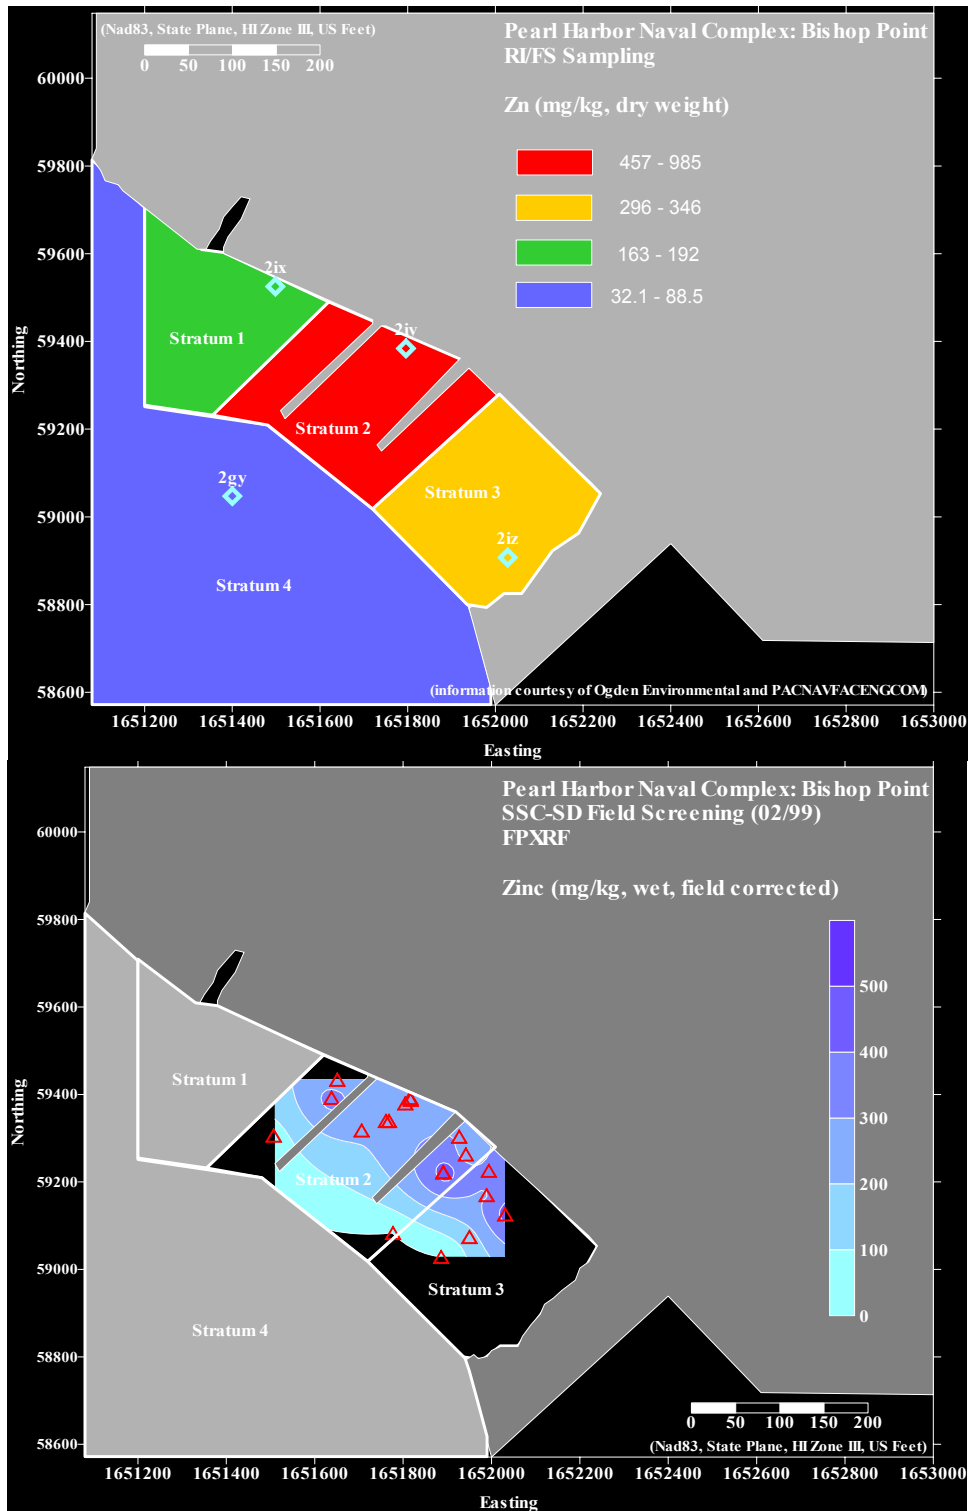 (Nad83, State Plane, HI Zone III, US Feet)
0 50 100 150 200
Pearl Harbor Naval Complex: Bishop Point
RI/FS Sampling
Zn (mg/kg, dry weight)
457 - 985
296 - 346
163 - 192
32.1 - 88.5
60000
59800
59600
59400
59200
59000
58800
58600
Northing
2ix
Stratum 1
2iy
Stratum 2
2gy
Stratum 3
2iz
Stratum 4
(information courtesy of Ogden Environmental and PACNAVFACENGCOM)
1651200 1651400 1651600 1651800 1652000 1652200 1652400 1652600 1652800 1653000
Easting
Pearl Harbor Naval Complex: Bishop Point
SSC-SD Field Screening (02/99)
FPXRF
Zinc (mg/kg, wet, field corrected)
500
400
300
200
100
0
60000
59800
59600
59400
59200
59000
58800
58600
Northing
Stratum 1
Stratum 2
Stratum 3
Stratum 4
0 50 100 150 200
(Nad83, State Plane, HI Zone III, US Feet)
1651200 1651400 1651600 1651800 1652000 1652200 1652400 1652600 1652800 1653000
Easting